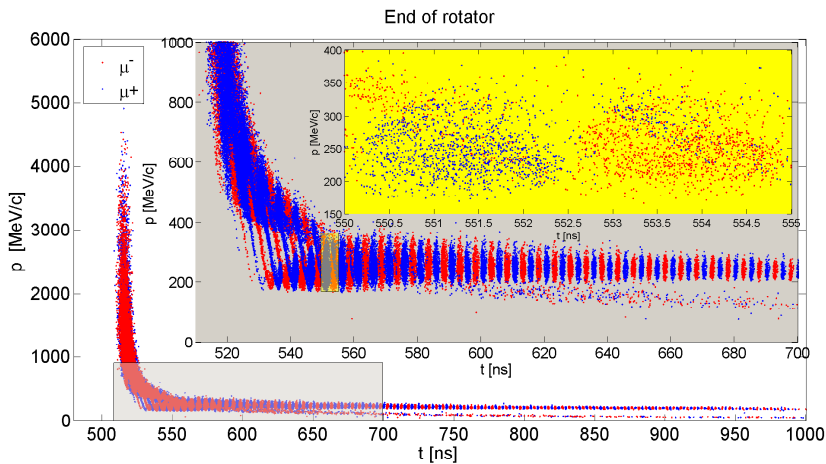 End of rotator
6000
5000
4000
3000
2000
1000
0
p [MeV/c]
μ-
μ+
1000
800
600
400
200
0
p [MeV/c]
400
350
300
250
200
150
p [MeV/c]
550.0 550.5 551 551.5 552 552.5 553 553.5 554 554.5 555
t [ns]
520 540 560 580 600 620 640 660 680 700
t [ns]
500 550 600 650 700 750 800 850 900 950 1000
t [ns]